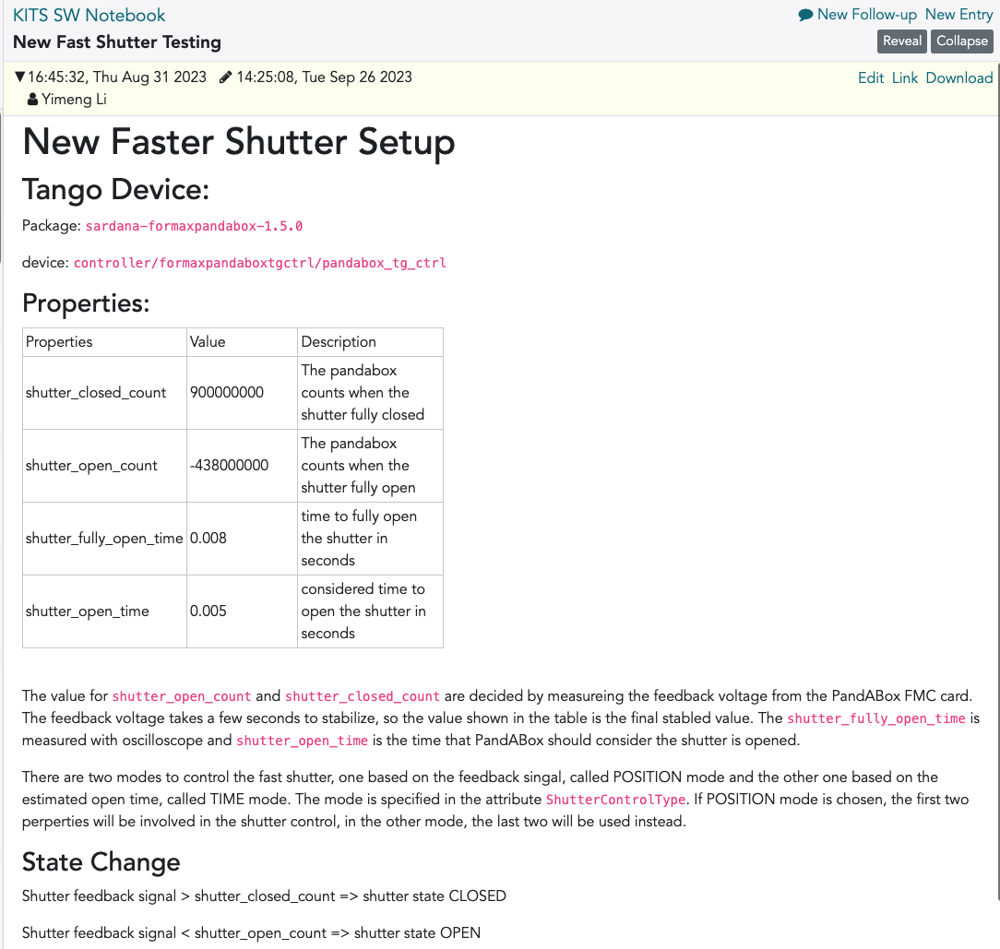 KITS SW Notebook
New Follow-up New Entry
New Fast Shutter Testing
Reveal Collapse
▼16:45:32, Thu Aug 31 2023 14:25:08, Tue Sep 26 2023
Edit Link Download
Yimeng Li
New Faster Shutter Setup
Tango Device:
Package: sardana-formaxpandabox-1.5.0
device: controller/formaxpandaboxtgctrl/pandabox_tg_ctrl
Properties:
Properties Value Description
shutter_closed_count 900000000 The pandabox
counts when the
shutter fully closed
shutter_open_count -438000000 The pandabox
counts when the
shutter fully open
shutter_fully_open_time 0.008 time to fully open
the shutter in
seconds
shutter_open_time 0.005 considered time to
open the shutter in
seconds
The value for shutter_open_count and shutter_closed_count are decided by measureing the feedback voltage from the PandABox FMC card.
The feedback voltage takes a few seconds to stabilize, so the value shown in the table is the final stabled value. The shutter_fully_open_time is
measured with oscilloscope and shutter_open_time is the time that PandABox should consider the shutter is opened.
There are two modes to control the fast shutter, one based on the feedback singal, called POSITION mode and the other one based on the
estimated open time, called TIME mode. The mode is specified in the attribute ShutterControlType. If POSITION mode is chosen, the first two
perperties will be involved in the shutter control, in the other mode, the last two will be used instead.
State Change
Shutter feedback signal > shutter_closed_count => shutter state CLOSED
Shutter feedback signal < shutter_open_count => shutter state OPEN